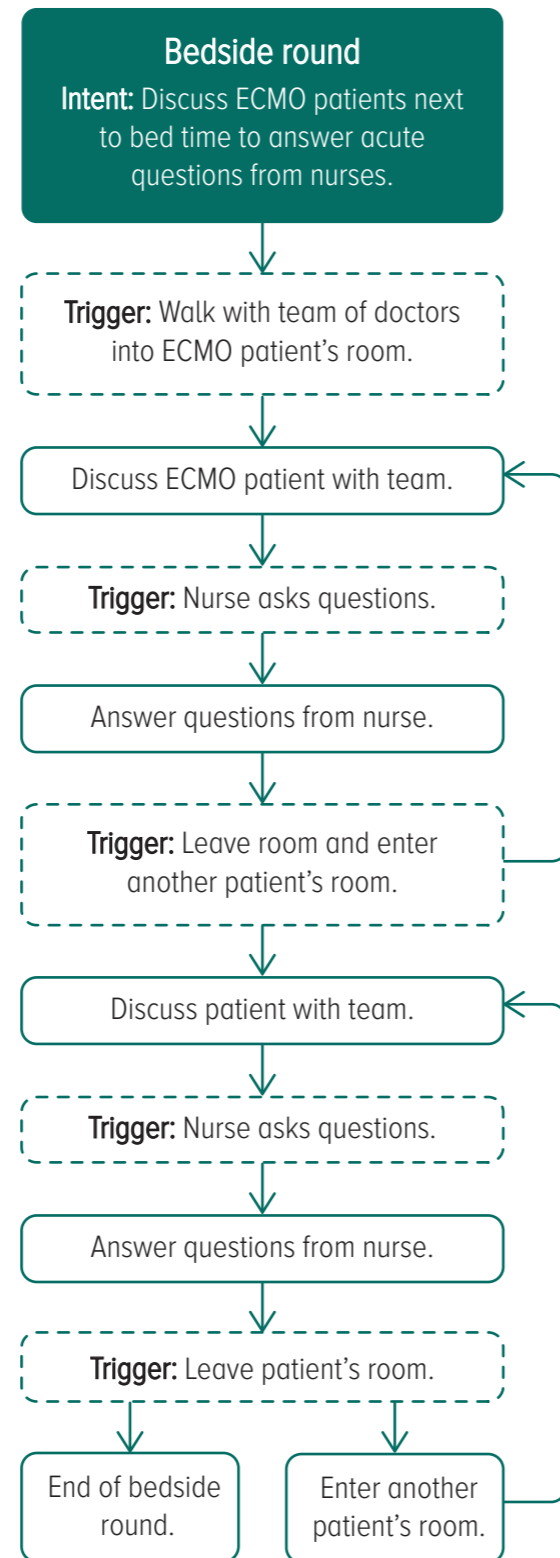 Bedside round
Intent: Discuss ECMO patients next
to bed time to answer acute
questions from nurses.
Trigger: Walk with team of doctors
into ECMO patient’s room.
Discuss ECMO patient with team.
Trigger: Nurse asks questions.
Answer questions from nurse.
Trigger: Leave room and enter
another patient’s room.
Discuss patient with team.
Trigger: Nurse asks questions.
Answer questions from nurse.
Trigger: Leave patient’s room.
End of bedside
round.
Enter another
patient’s room.